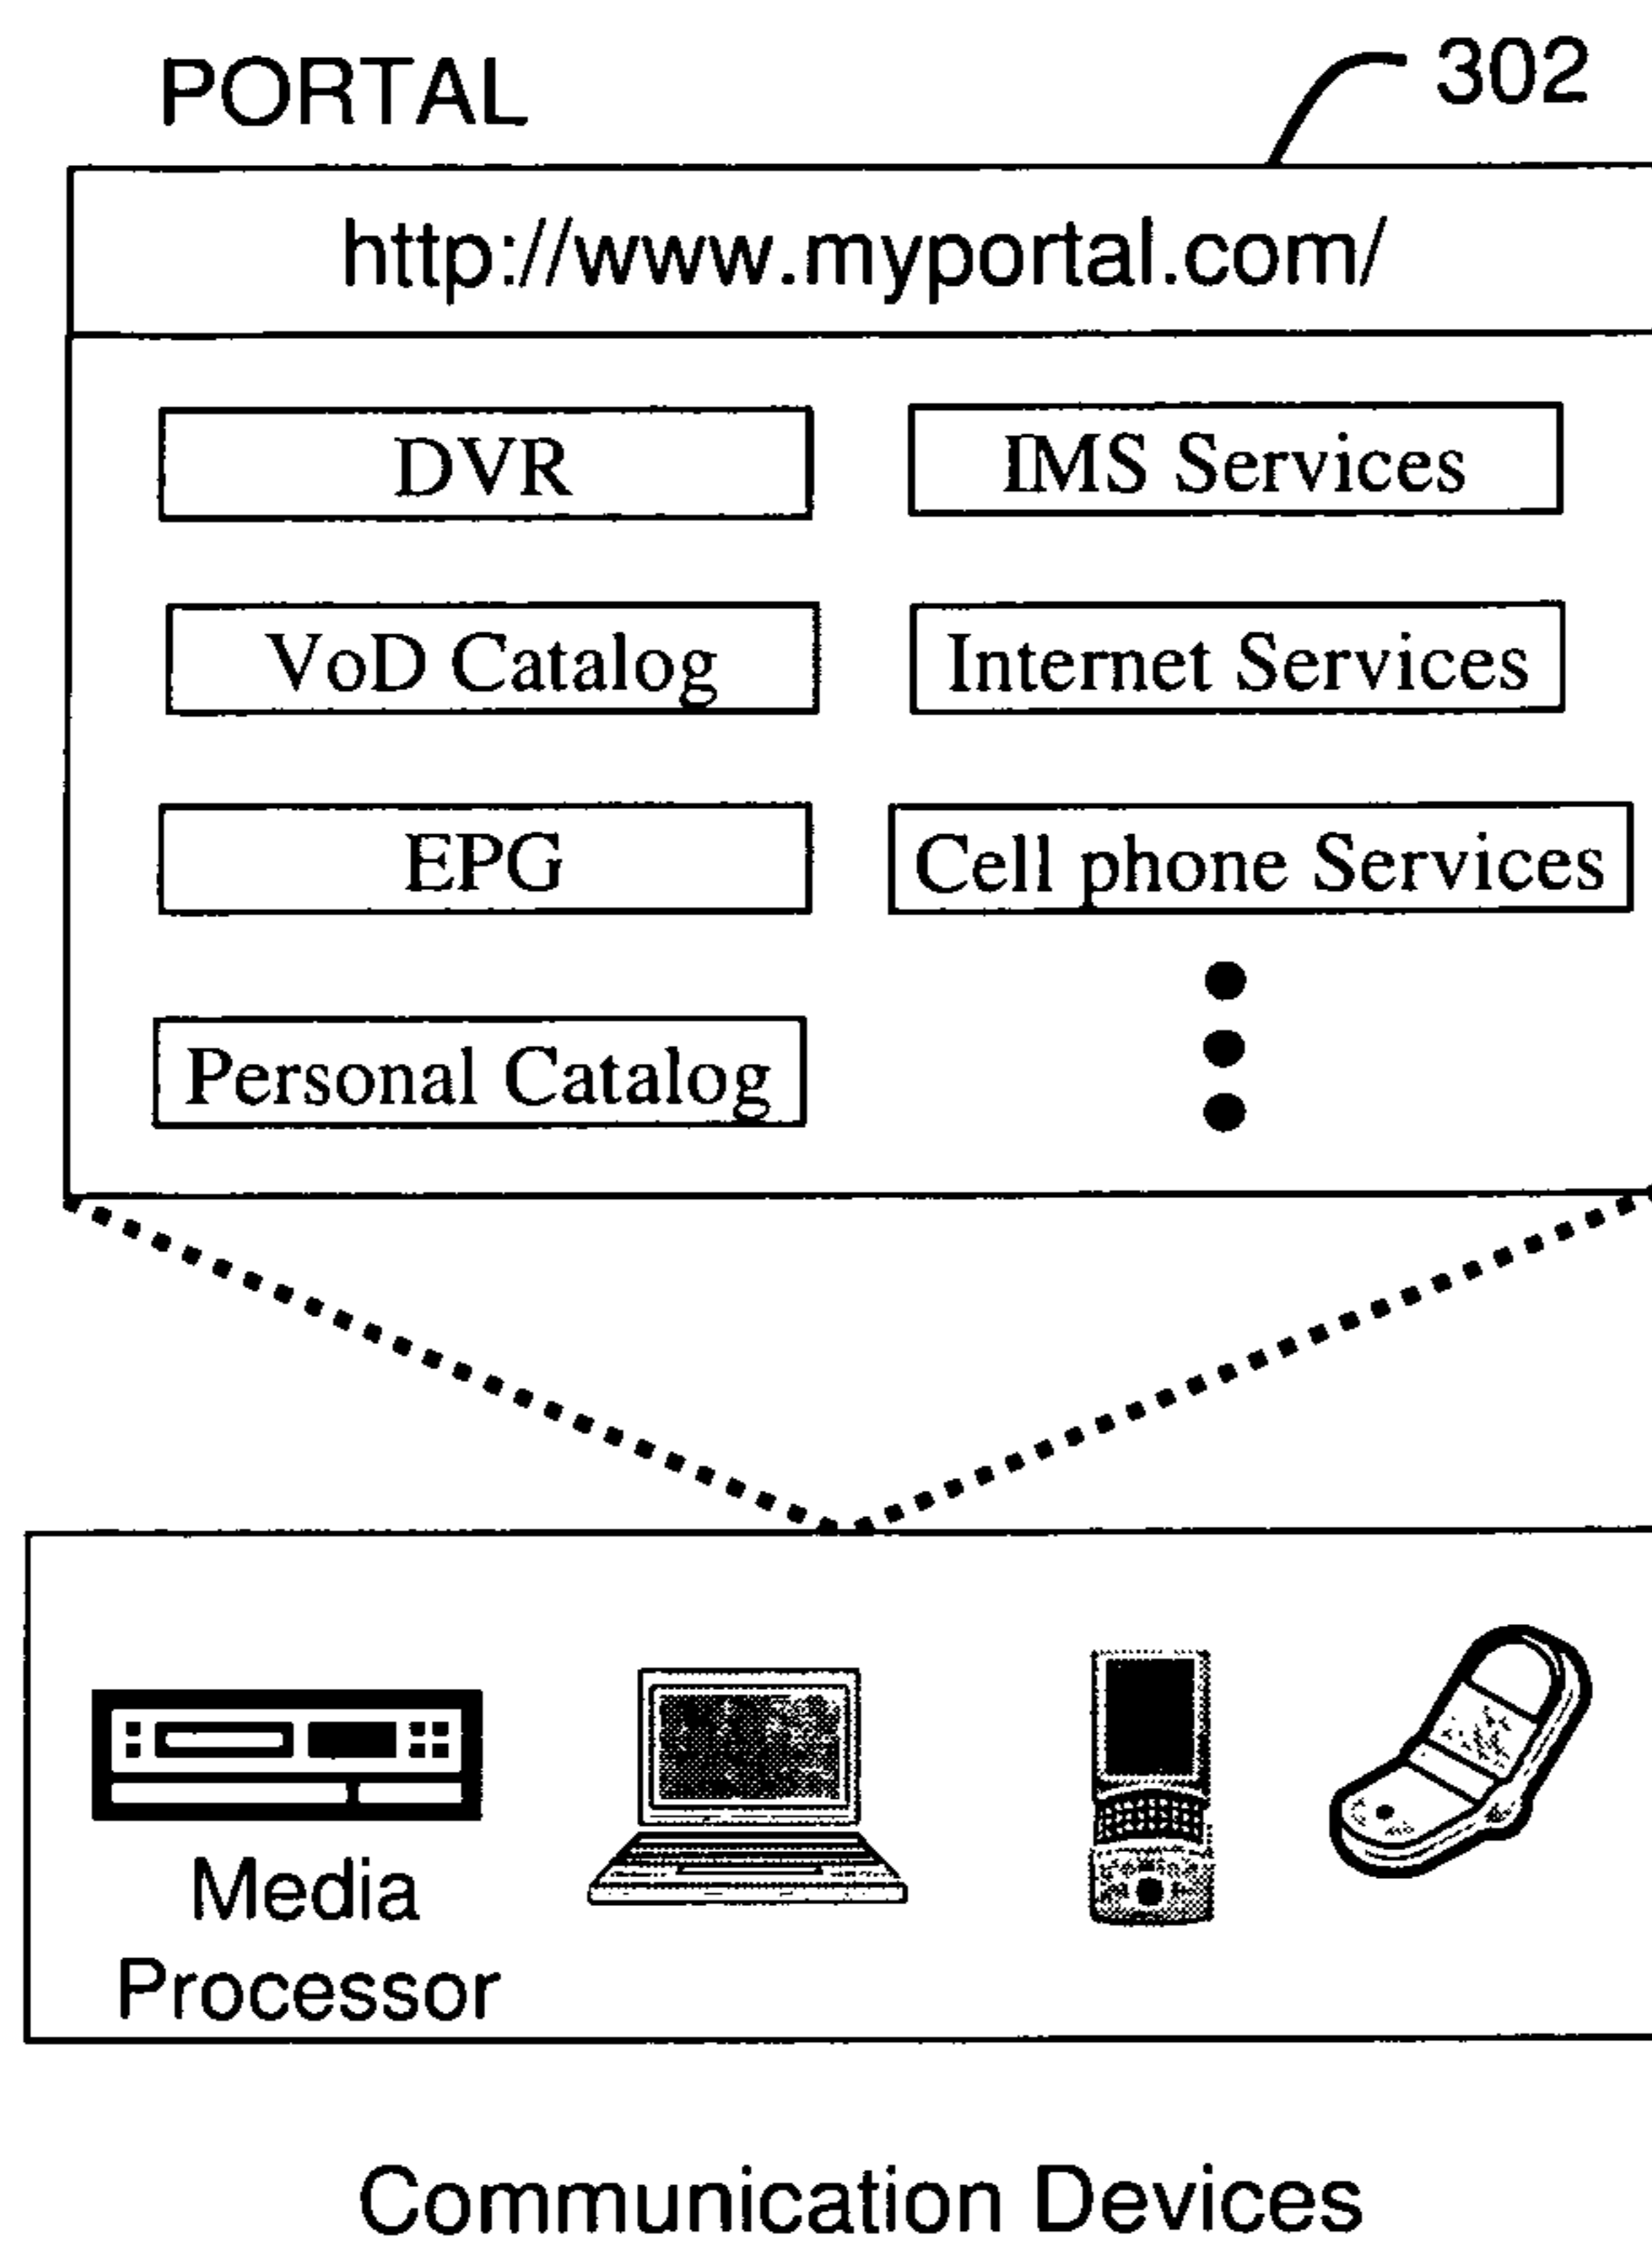 PORTAL
302
http://www.myportal.com/
DVR
IMS Services
VoD Catalog
Internet Services
EPG
Cell phone Services
Personal Catalog
Media
Processor
Communication Devices